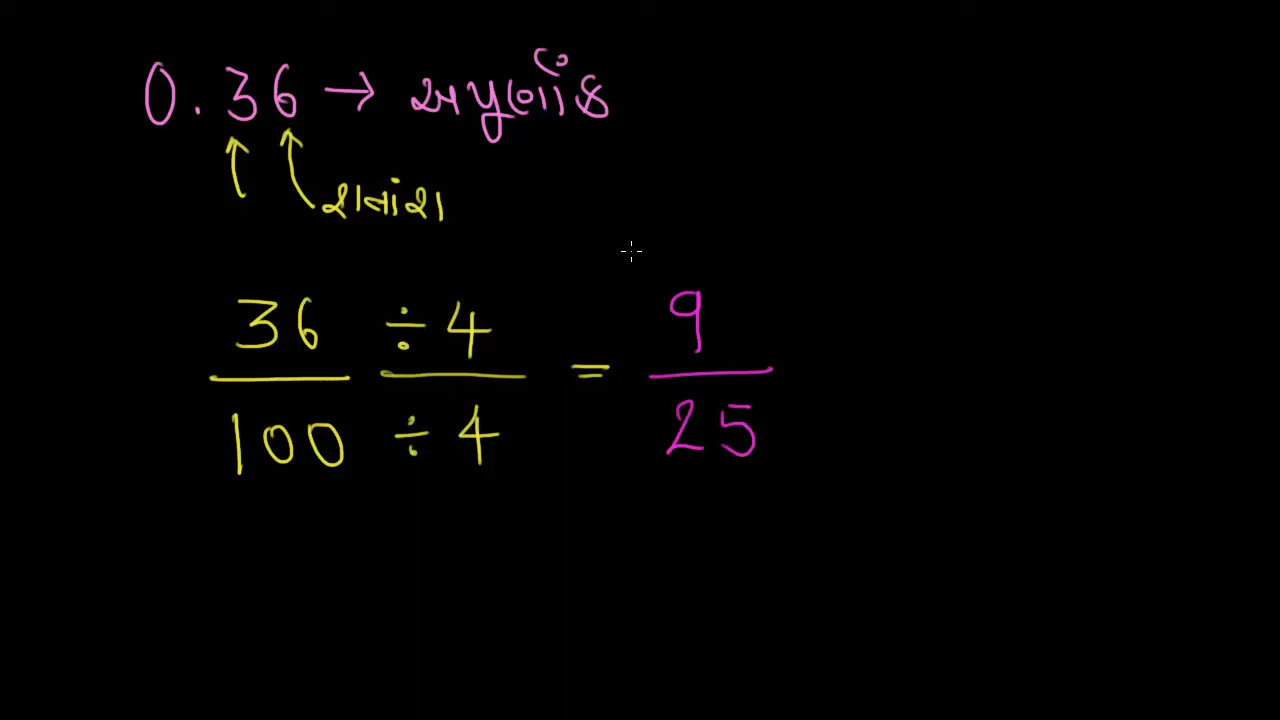 0.36 → અપુર્ણાંક
શતાંશ
36 ÷ 4 = 9
100 ÷ 4 25